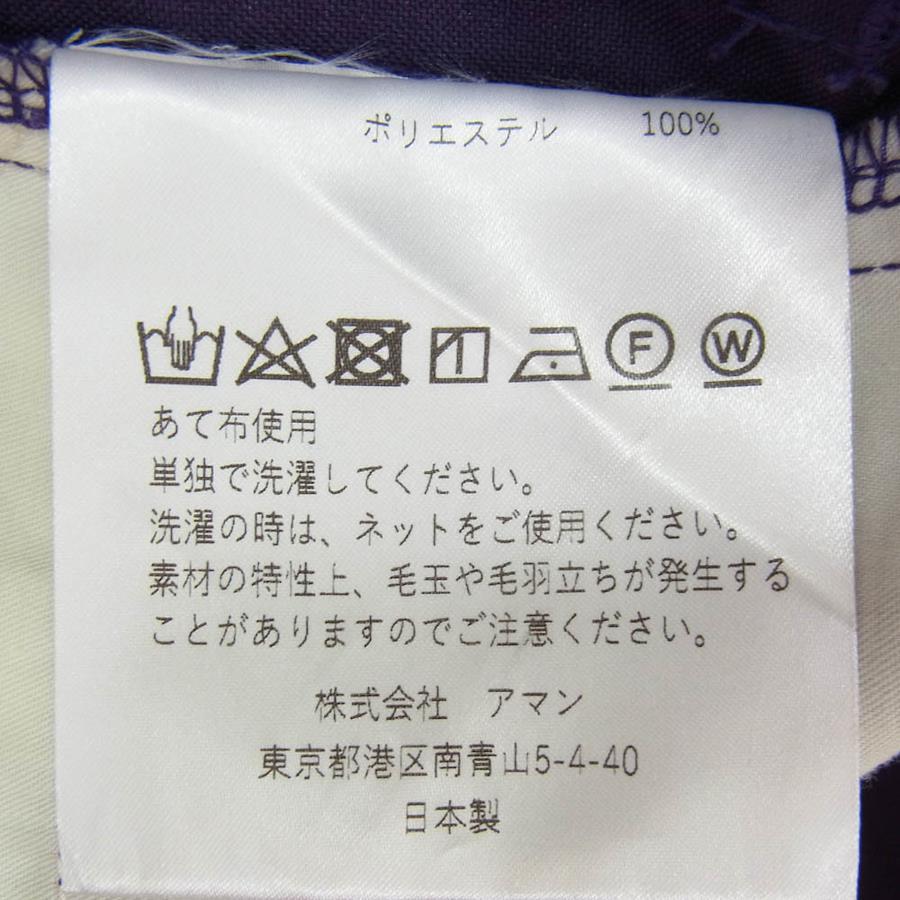 ポリエステル 100%
F W
あて布使用
単独で洗濯してください。
洗濯の時は、ネットをご使用ください。
素材の特性上、毛玉や毛羽立ちが発生する
ことがありますのでご注意ください。
株式会社 アマン
東京都港区南青山5-4-40
日本製